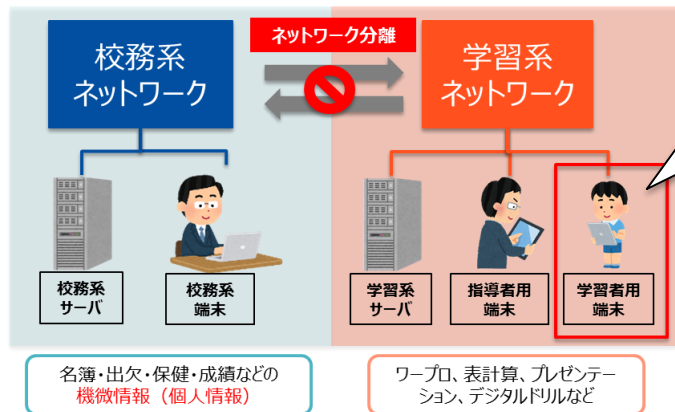 校務系
ネットワーク
ネットワーク分離
学習系
ネットワーク
校務系
サーバ
校務系
端末
学習系
サーバ
指導者用
端末
学習者用
端末
名簿・出欠・保健・成績などの
機微情報（個人情報）
ワープロ、表計算、プレゼンテー
ション、デジタルドリルなど